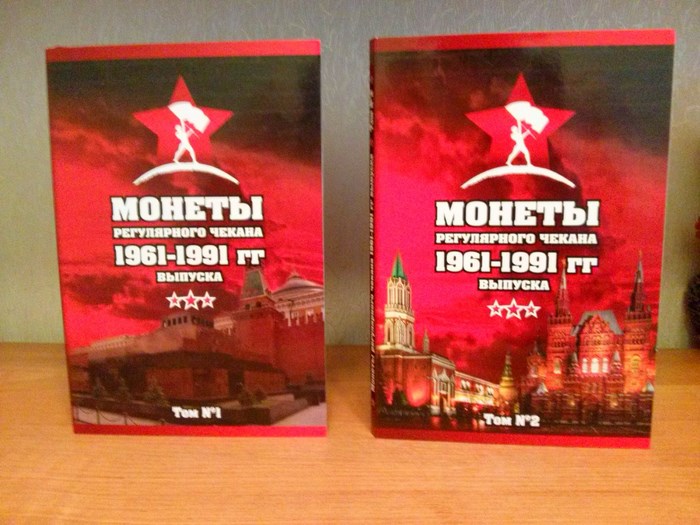 МОНЕТЫ
РЕГУЛЯРНОГО ЧЕКАНА
1961-1991 ГГ
ВЫПУСКА
Том №1
МОНЕТЫ
РЕГУЛЯРНОГО ЧЕКАНА
1961-1991 ГГ
ВЫПУСКА
Том №2